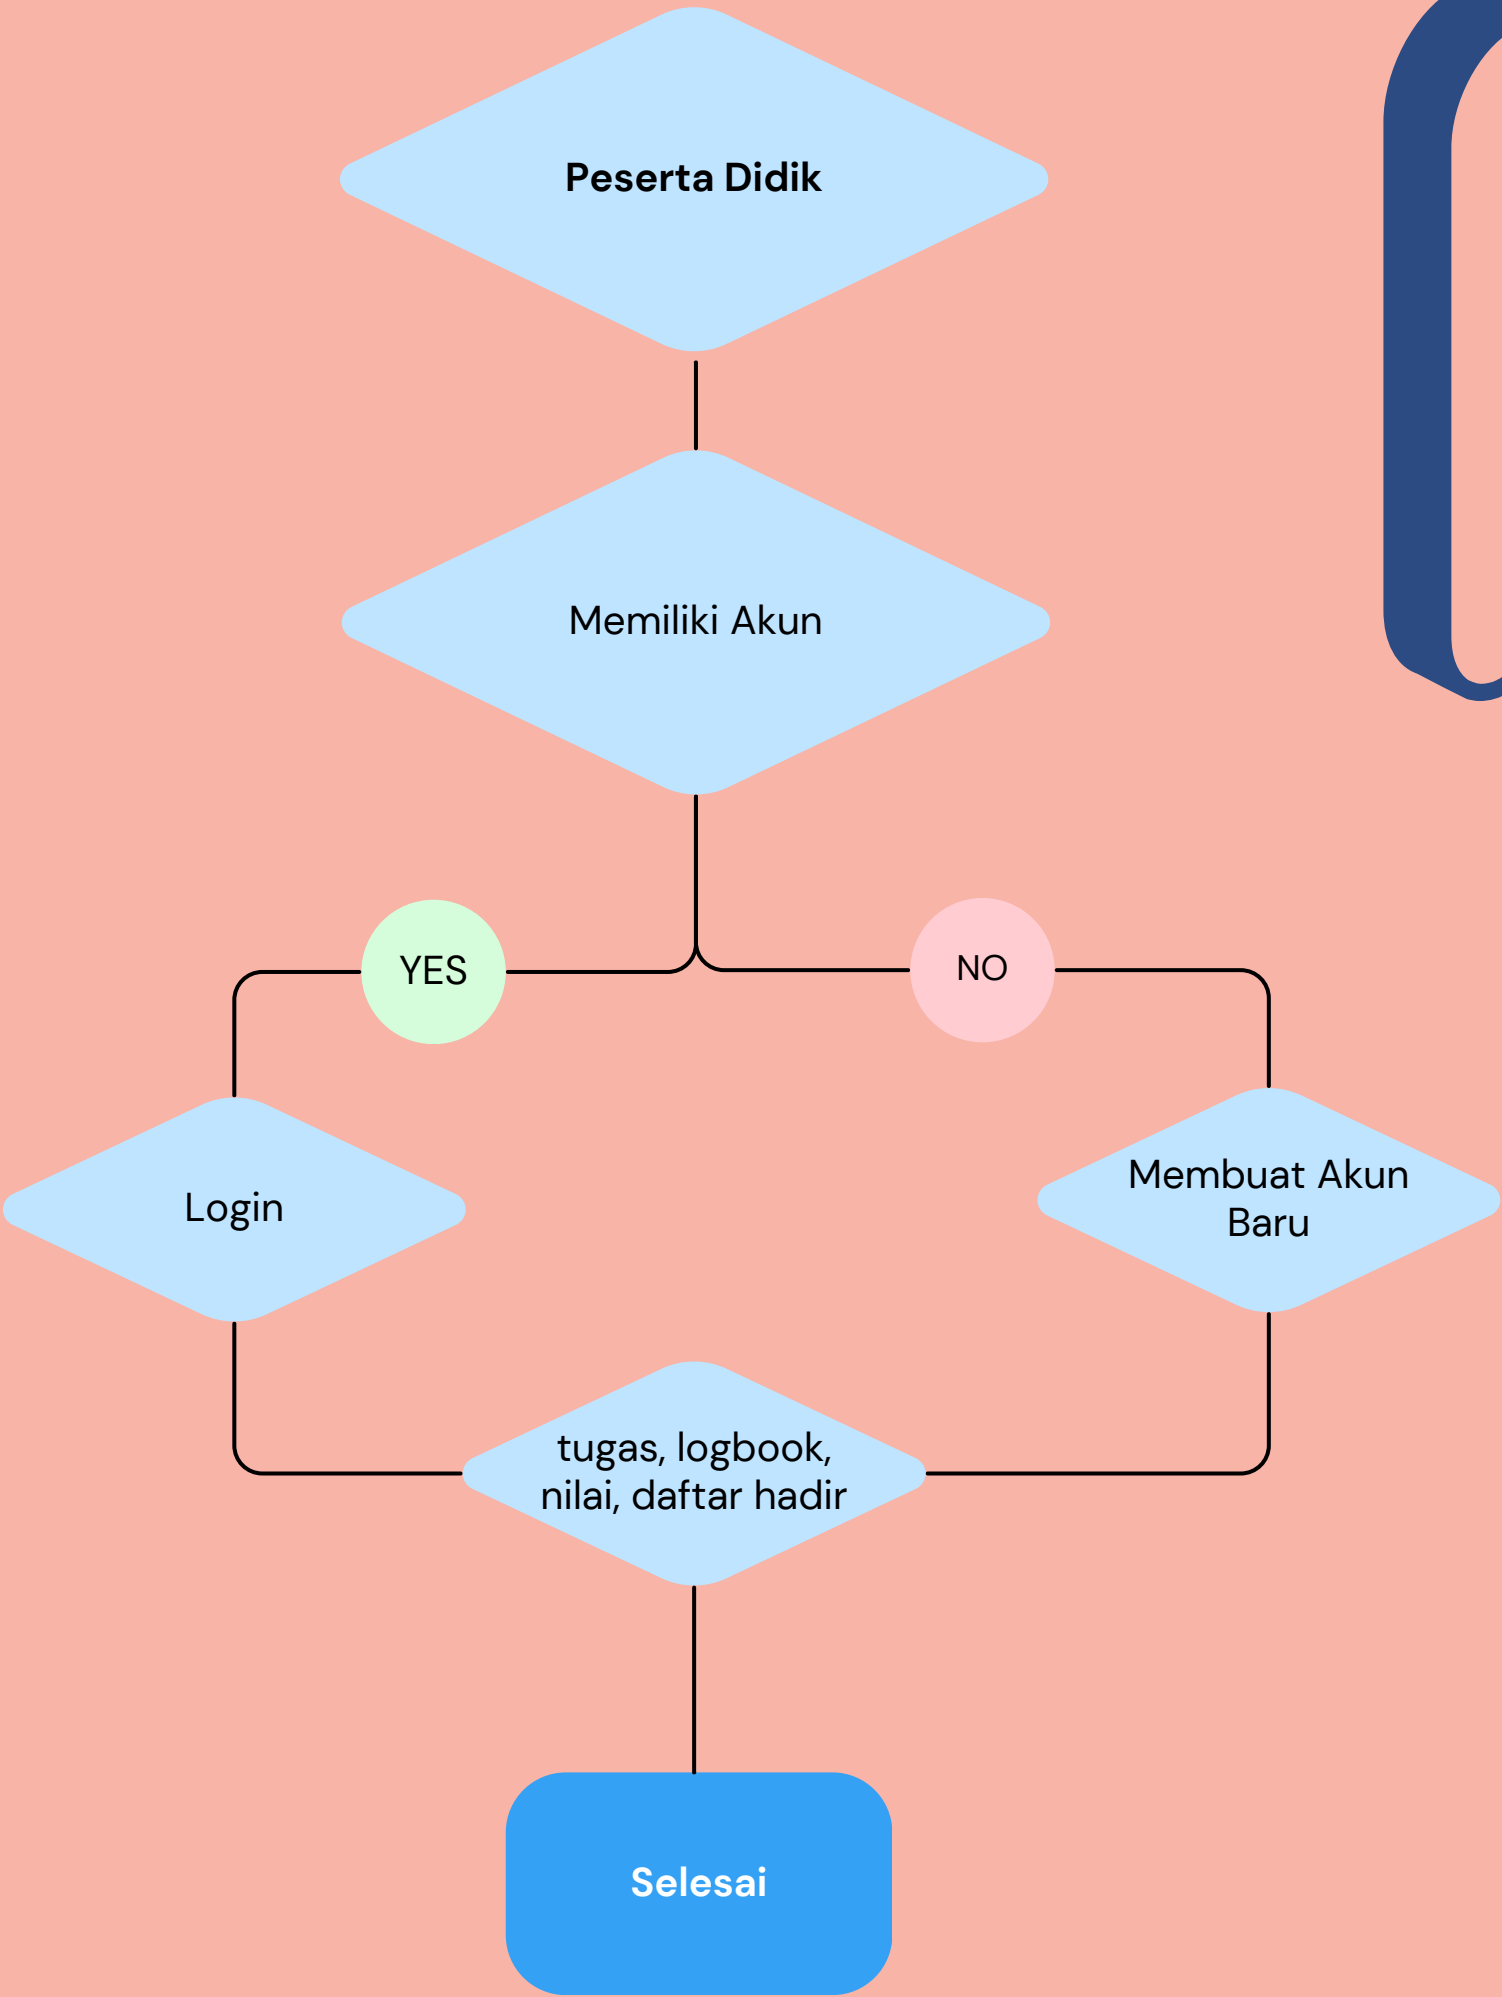 Peserta Didik
Memiliki Akun
YES
NO
Login
Membuat Akun
Baru
tugas, logbook,
nilai, daftar hadir
Selesai